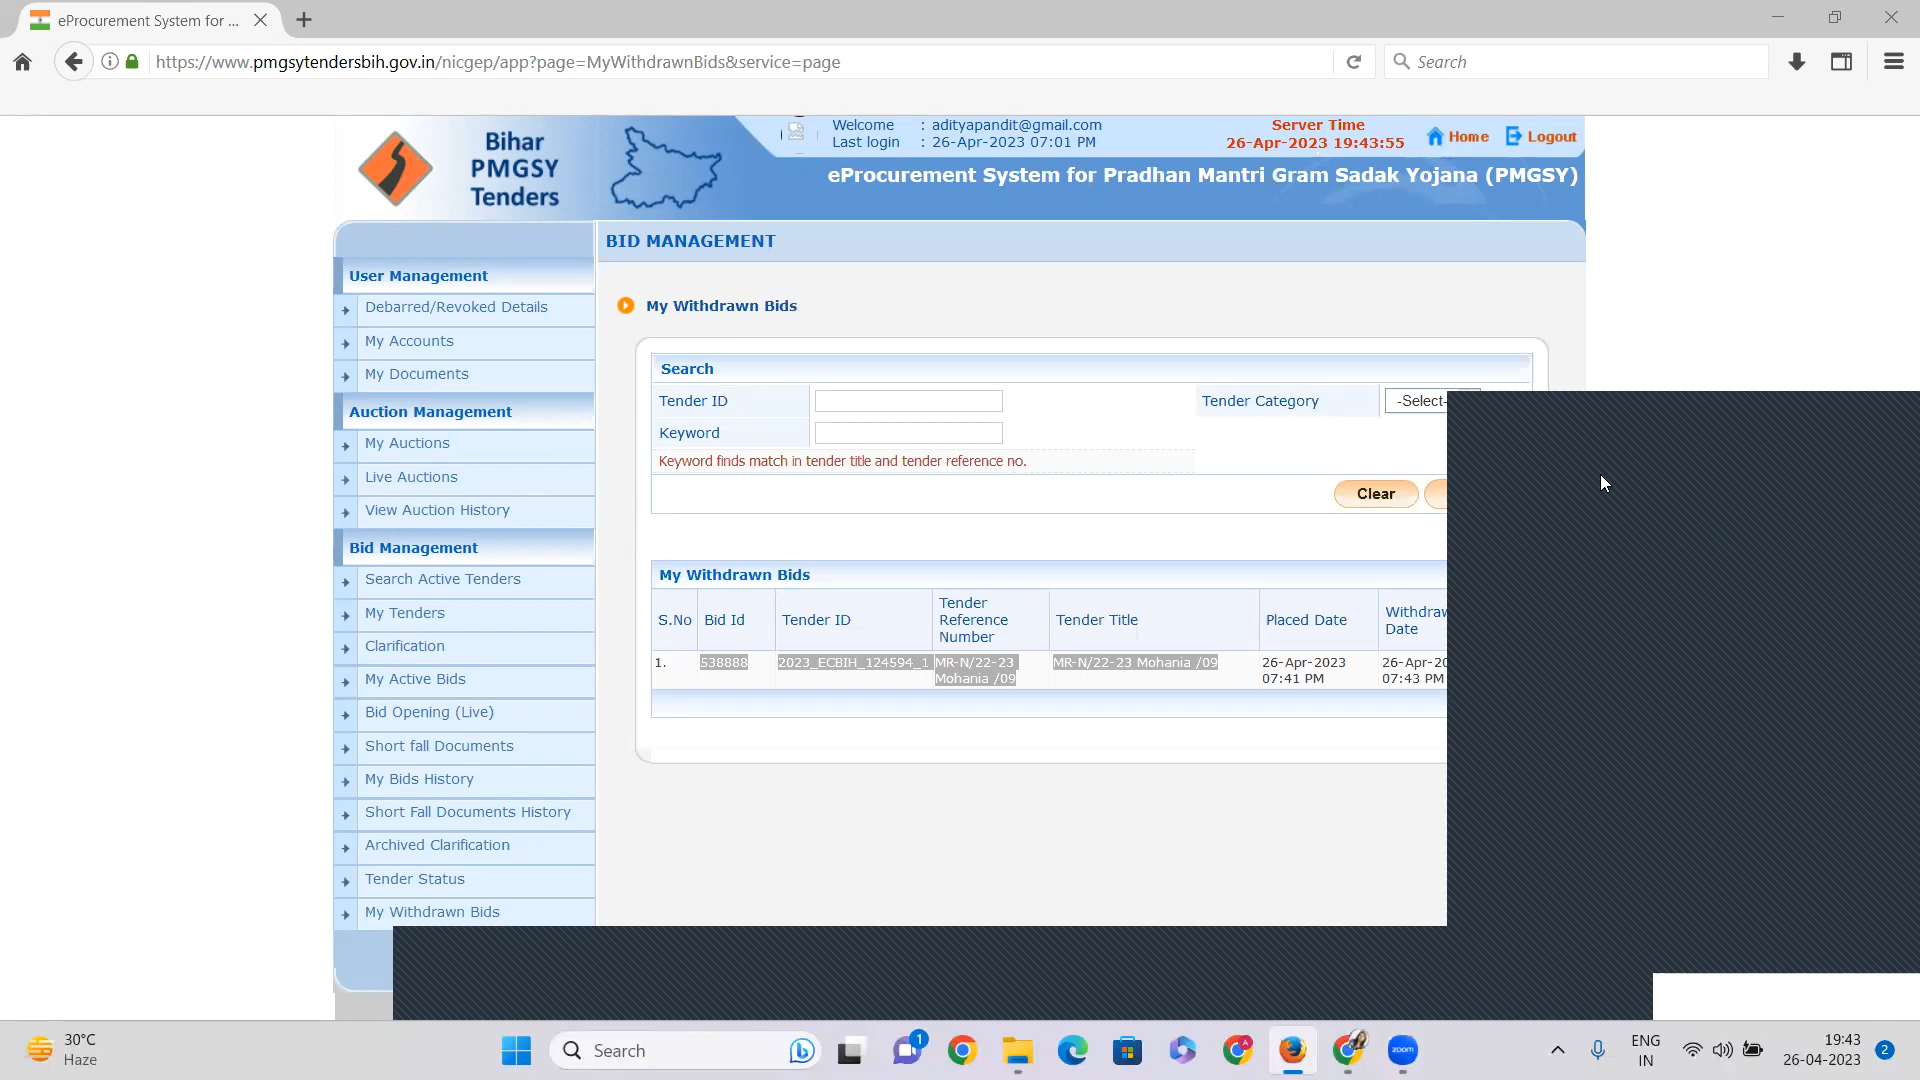 eProcurement System for ...
https://www.pmgsytendersbih.gov.in/nicgep/app?page=MyWithdrawnBids&service=page
Search
Bihar
PMGSY
Tenders
Welcome : adityapandit@gmail.com
Last login : 26-Apr-2023 07:01 PM
Server Time
26-Apr-2023 19:43:55
Home
Logout
eProcurement System for Pradhan Mantri Gram Sadak Yojana (PMGSY)
User Management
Debarred/Revoked Details
My Accounts
My Documents
Auction Management
My Auctions
Live Auctions
View Auction History
Bid Management
Search Active Tenders
My Tenders
Clarification
My Active Bids
Bid Opening (Live)
Short fall Documents
My Bids History
Short Fall Documents History
Archived Clarification
Tender Status
My Withdrawn Bids
BID MANAGEMENT
My Withdrawn Bids
Search
Tender ID
Tender Category
-Select-
Keyword
Keyword finds match in tender title and tender reference no.
Clear
My Withdrawn Bids
S.No Bid Id Tender ID Tender Reference Number Tender Title Placed Date Withdraw Date
1. 538888 2023_ECBIH_124594_1 MR-N/22-23 Mohania /09 MR-N/22-23 Mohania /09 26-Apr-2023 07:41 PM 26-Apr-20 07:43 PM
30°C
Haze
Search
1
A
zoom
ENG
IN
19:43
26-04-2023
2